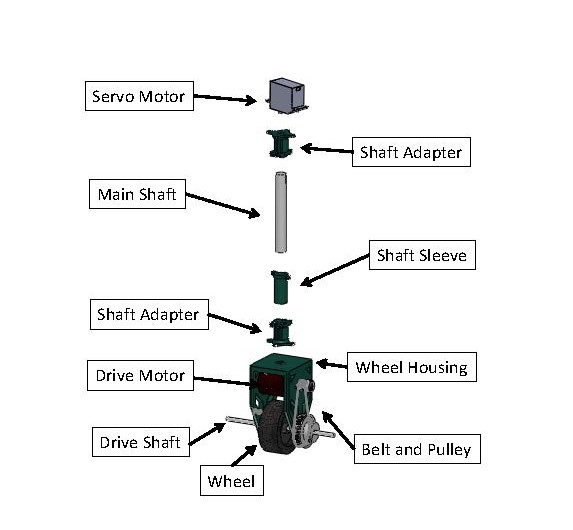 Servo Motor
Shaft Adapter
Main Shaft
Shaft Sleeve
Shaft Adapter
Wheel Housing
Drive Motor
Drive Shaft
Belt and Pulley
Wheel